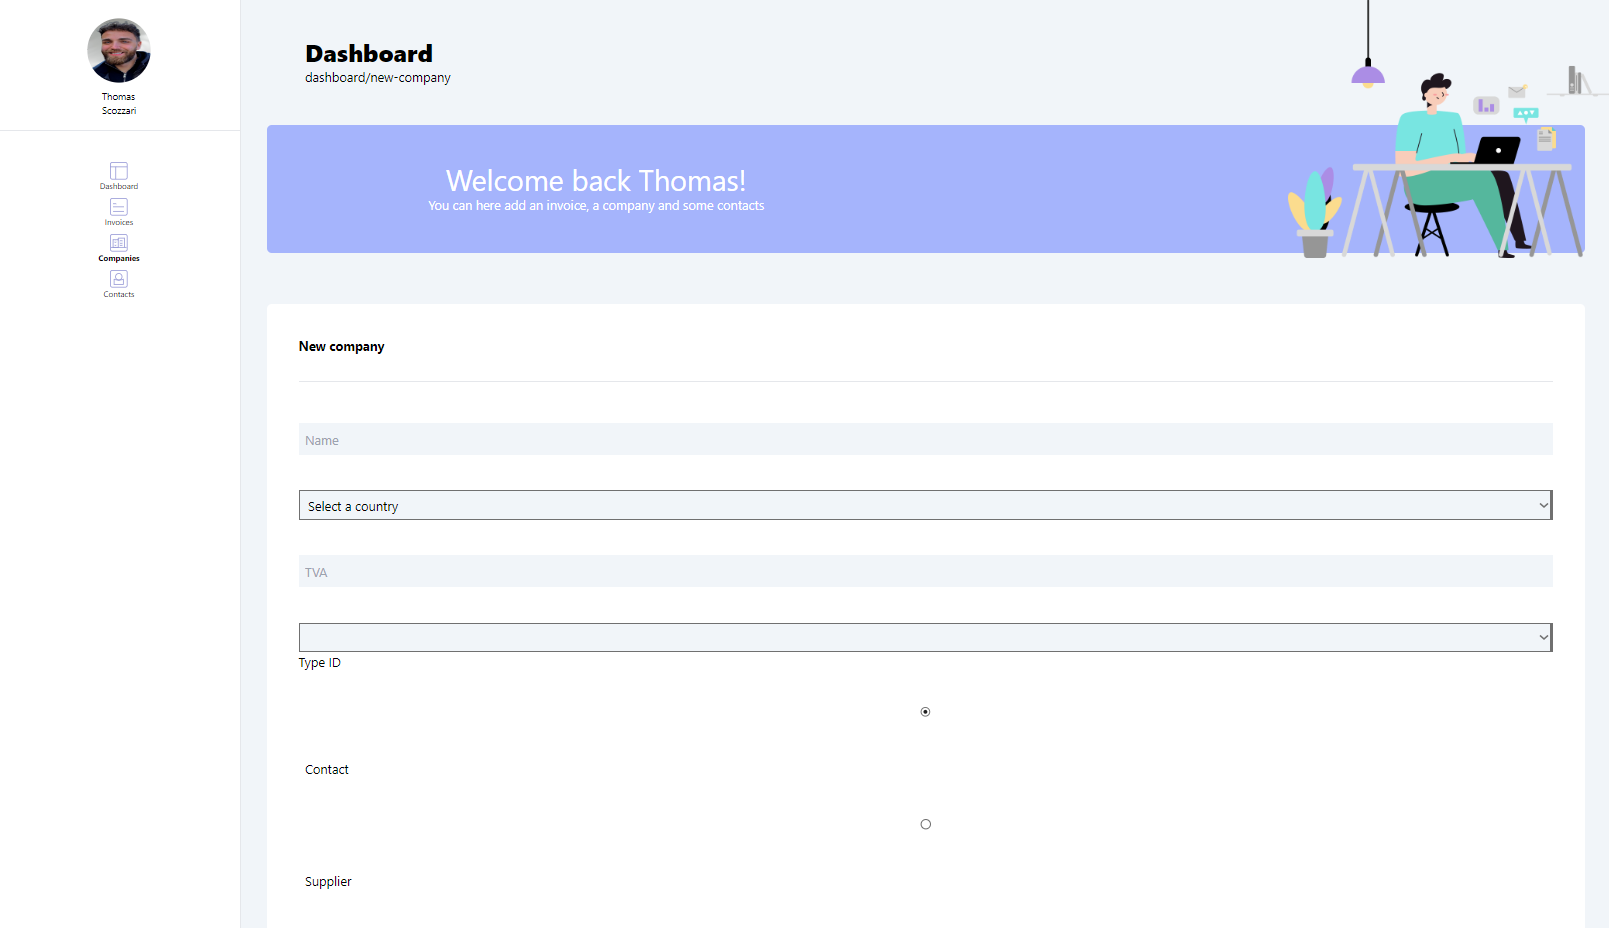 Thomas
Scozzari
Dashboard
Invoices
Companies
Contacts
Dashboard
dashboard/new-company
Welcome back Thomas!
You can here add an invoice, a company and some contacts
New company
Name
Select a country
TVA
Type ID
Contact
Supplier